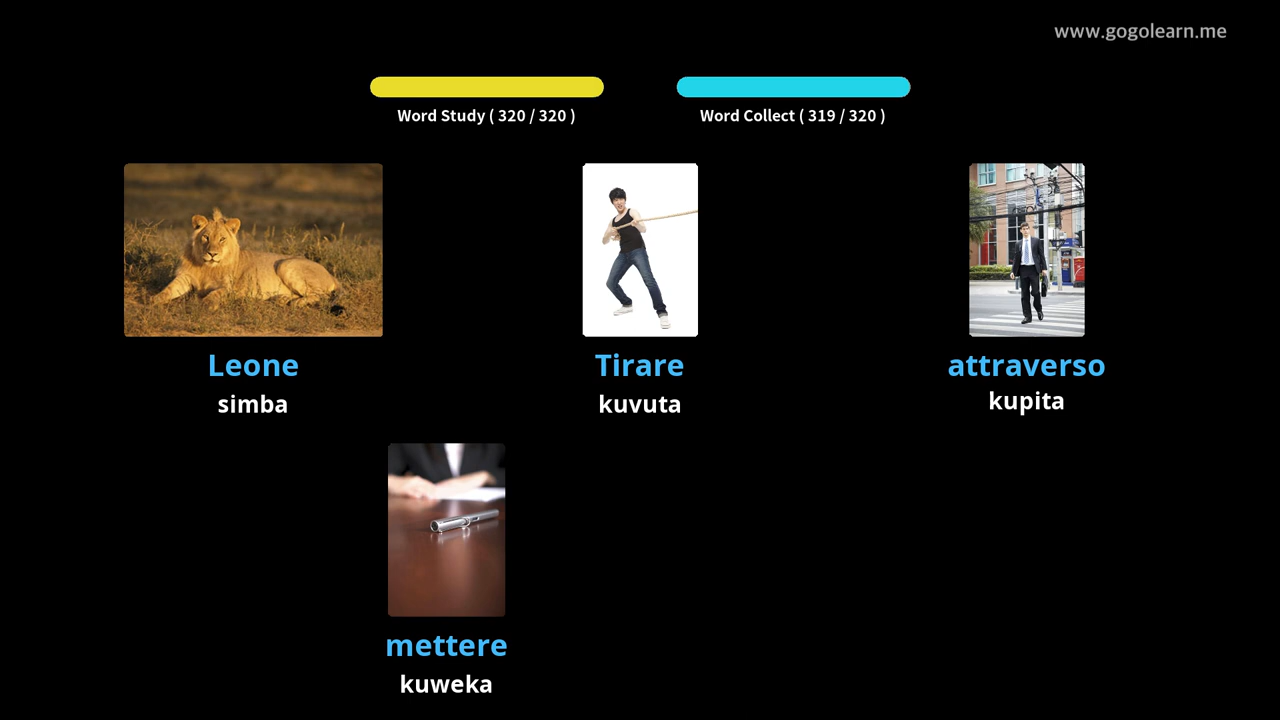 www.gogolearn.me
Word Study ( 320 / 320 )
Word Collect ( 319 / 320 )
Leone
simba
Tirare
kuvuta
attraverso
kupita
mettere
kuweka